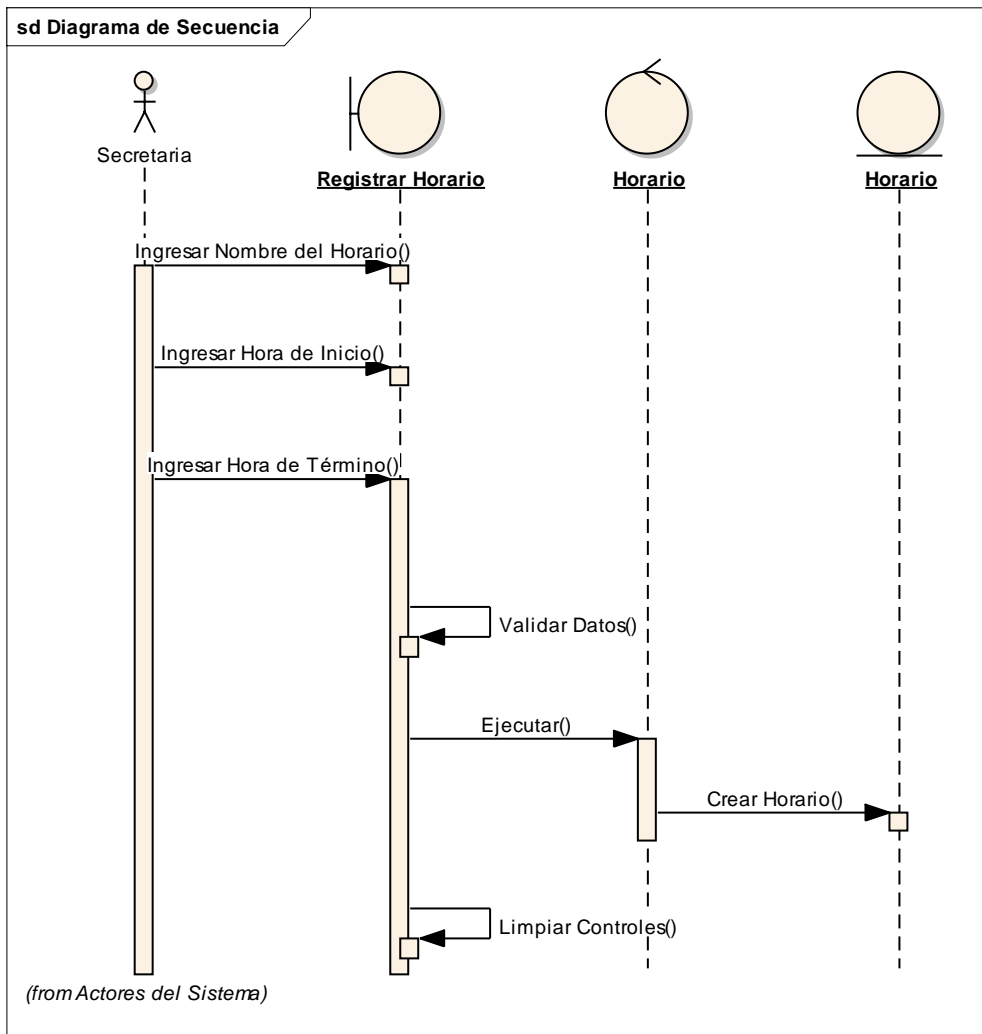 sd Diagrama de Secuencia
Secretaria
Registrar Horario
Horario
Horario
Ingresar Nombre del Horario()
Ingresar Hora de Inicio()
Ingresar Hora de Término()
Validar Datos()
Ejecutar()
Crear Horario()
Limpiar Controles()
(from Actores del Sistema)